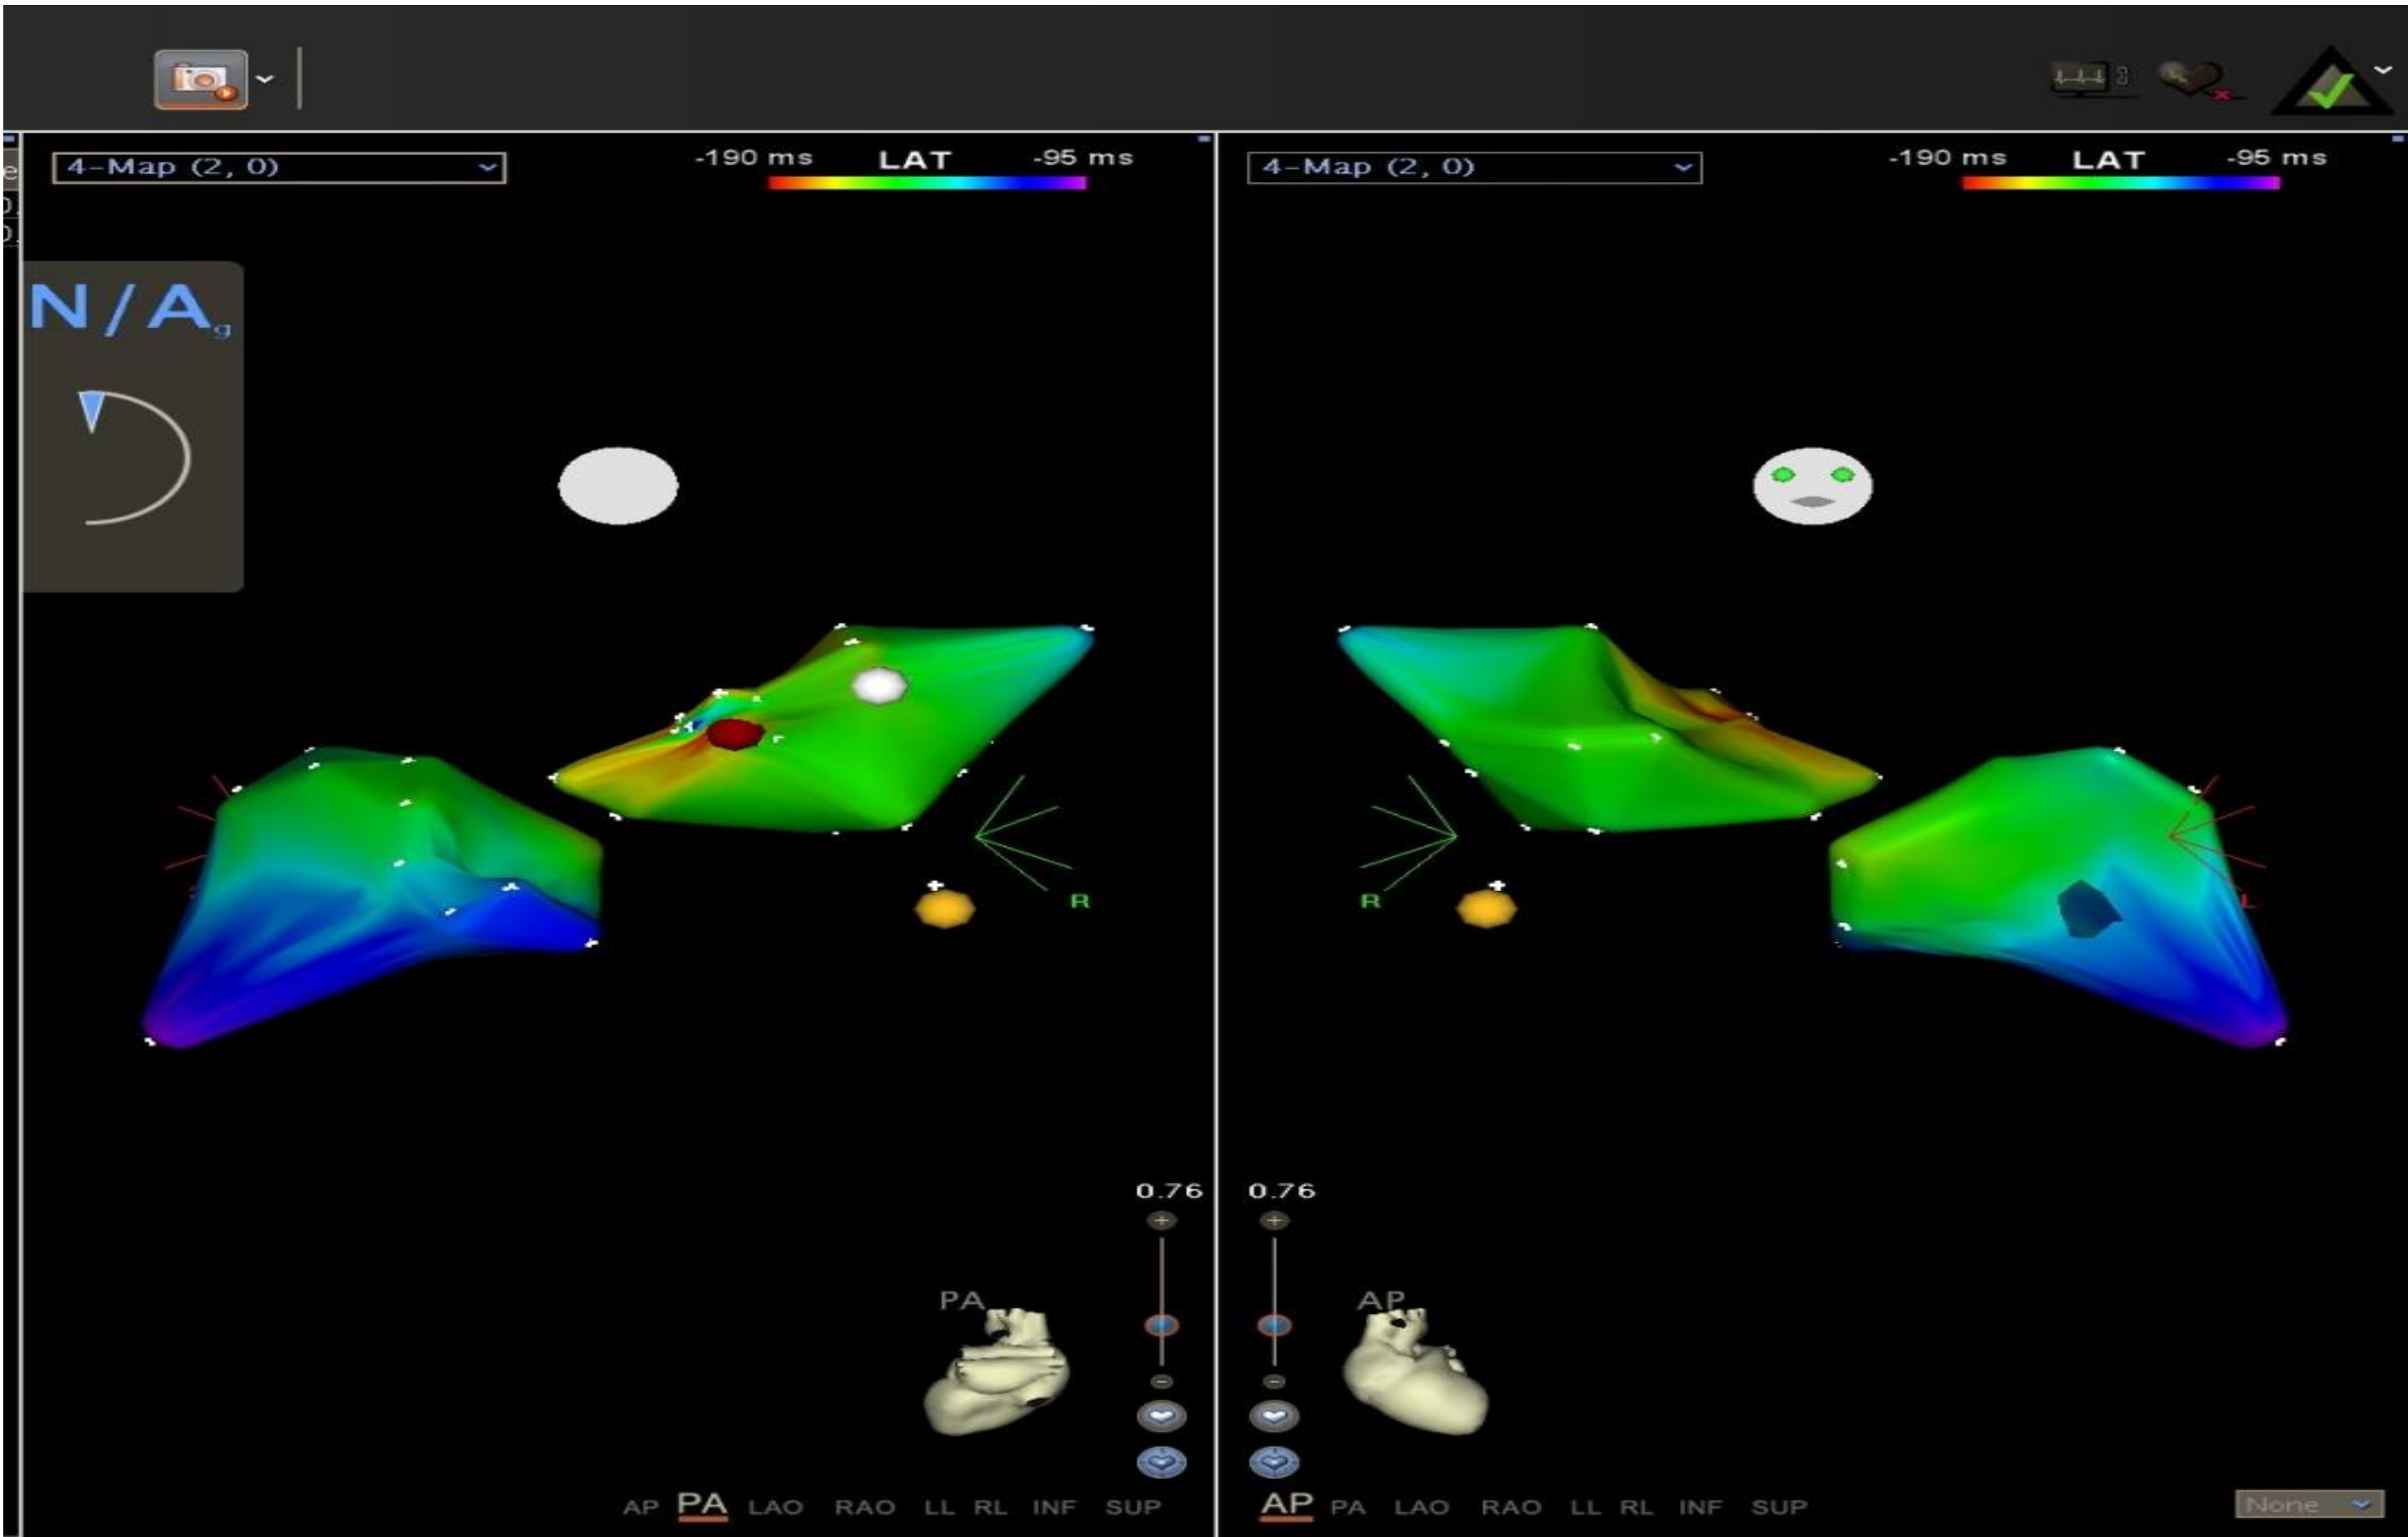 4-Map (2, 0)
-190 ms LAT -95 ms
N/A g
R
0.76
PA
AP PA LAO RAO LL RL INF SUP
4-Map (2, 0)
-190 ms LAT -95 ms
R
L
0.76
AP
AP PA LAO RAO LL RL INF SUP
None